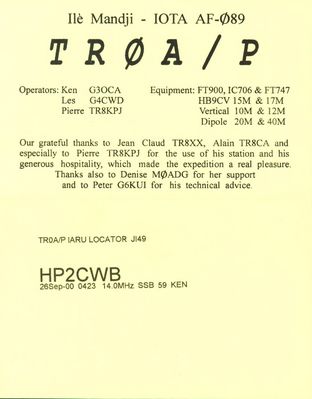 Ilè Mandji - IOTA AF-Ø89
TRØA/P
Operators: Ken G3OCA Equipment: FT900, IC706 & FT747
Les G4CWD HB9CV 15M & 17M
Pierre TR8KPJ Vertical 10M & 12M
Dipole 20M & 40M
Our grateful thanks to Jean Claud TR8XX, Alain TR8CA and
especially to Pierre TR8KPJ for the use of his station and his
generous hospitality, which made the expedition a real pleasure.
Thanks also to Denise MØADG for her support
and to Peter G6KUI for his technical advice.
TR0A/P IARU LOCATOR JI49
HP2CWB
26Sep-00 0423 14.0MHz SSB 59 KEN